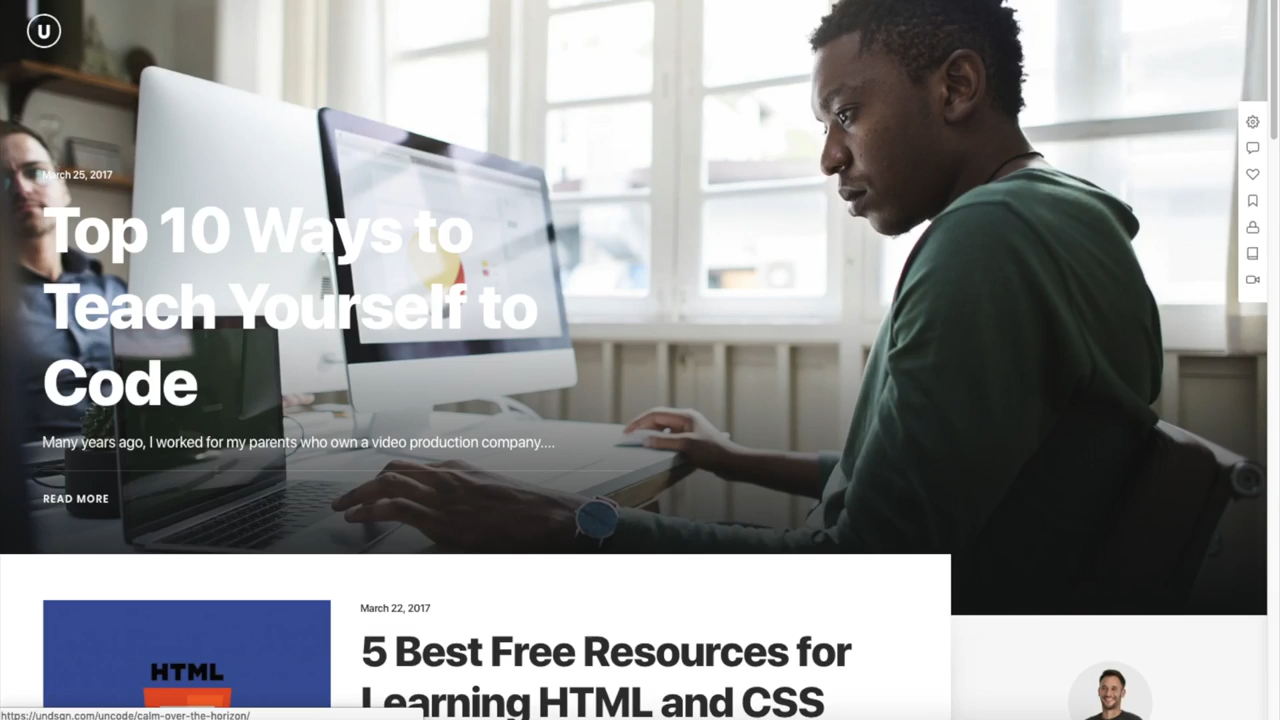 U
March 25, 2017
Top 10 Ways to
Teach Yourself to
Code
Many years ago, I worked for my parents who own a video production company....
READ MORE
March 22, 2017
5 Best Free Resources for
Learning HTML and CSS
HTML
https://undsgn.com/uncode/calm-over-the-horizon/